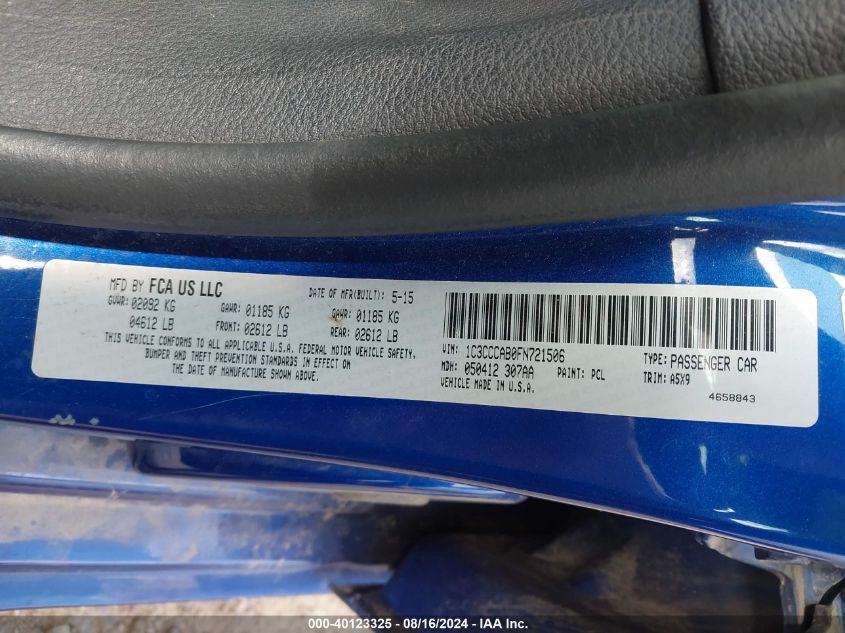 MFD BY FCA US LLC
DATE OF MFR(BUILT): 5-15
GVWR: 02092 KG GAWR: 01185 KG GAWR: 01185 KG
04612 LB FRONT: 02612 LB REAR: 02612 LB
THIS VEHICLE CONFORMS TO ALL APPLICABLE U.S.A. FEDERAL MOTOR VEHICLE SAFETY,
BUMPER AND THEFT PREVENTION STANDARDS IN EFFECT ON
THE DATE OF MANUFACTURE SHOWN ABOVE.
VIN: 1C3CCCAB0FN721506 TYPE: PASSENGER CAR
MDH: 050412 307AA PAINT: PCL TRIM: A5X9
VEHICLE MADE IN U.S.A.
4658843
000-40123325 - 08/16/2024 - IAA Inc.